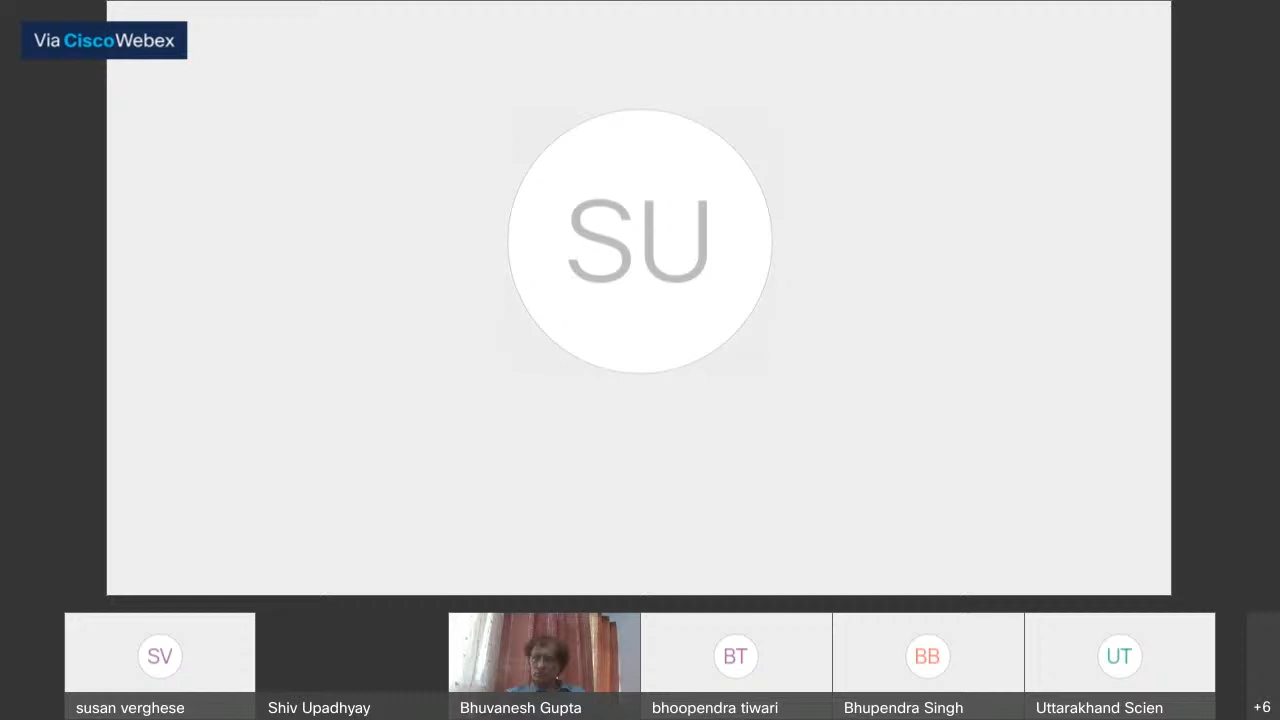 Via CiscoWebex
SU
SV
BT
BB
UT
susan verghese
Shiv Upadhyay
Bhuvanesh Gupta
bhoopendra tiwari
Bhupendra Singh
Uttarakhand Scien
+6